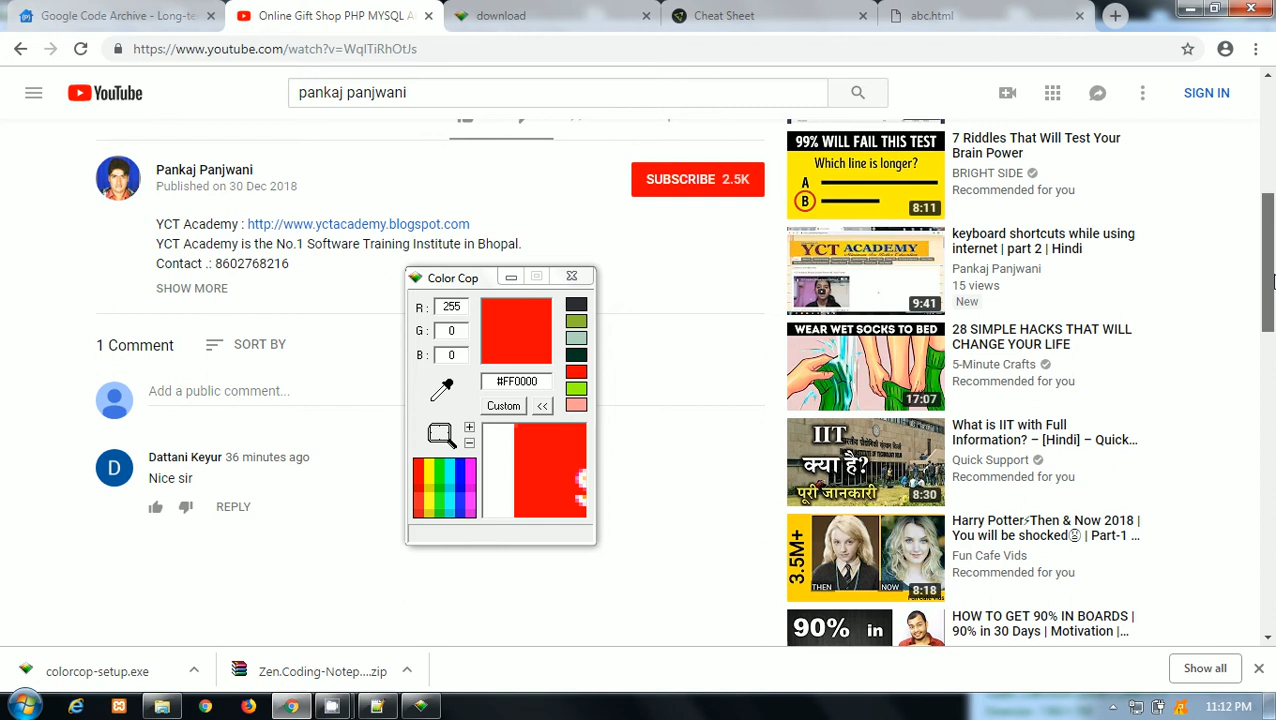 Google Code Archive - Long-te
Online Gift Shop PHP MYSQL A
download
Cheat Sheet
abc.html
https://www.youtube.com/watch?v=WqlTiRhOtJs
YouTube
pankaj panjwani
SIGN IN
Pankaj Panjwani
Published on 30 Dec 2018
SUBSCRIBE 2.5K
YCT Academy : http://www.yctacademy.blogspot.com
YCT Academy is the No.1 Software Training Institute in Bhopal.
Contact : 8602768216
SHOW MORE
1 Comment
SORT BY
Add a public comment...
Dattani Keyur 36 minutes ago
Nice sir
REPLY
Color Cop
R : 255
G : 0
B : 0
#FF0000
Custom <<
99% WILL FAIL THIS TEST
Which line is longer?
A
B
8:11
7 Riddles That Will Test Your
Brain Power
BRIGHT SIDE
Recommended for you
YCT ACADEMY
9:41
keyboard shortcuts while using
internet | part 2 | Hindi
Pankaj Panjwani
15 views
New
WEAR WET SOCKS TO BED
17:07
28 SIMPLE HACKS THAT WILL
CHANGE YOUR LIFE
5-Minute Crafts
Recommended for you
IIT
क्या है?
पूरी जानकारी
8:30
What is IIT with Full
Information? – [Hindi] – Quick...
Quick Support
Recommended for you
3.5M+
THEN
NOW
8:18
Harry Potter⚡Then & Now 2018 |
You will be shocked😱 | Part-1 ...
Fun Cafe Vids
Recommended for you
90% in
HOW TO GET 90% IN BOARDS |
90% in 30 Days | Motivation |...
colorcop-setup.exe
Zen.Coding-Notep....zip
Show all
11:12 PM